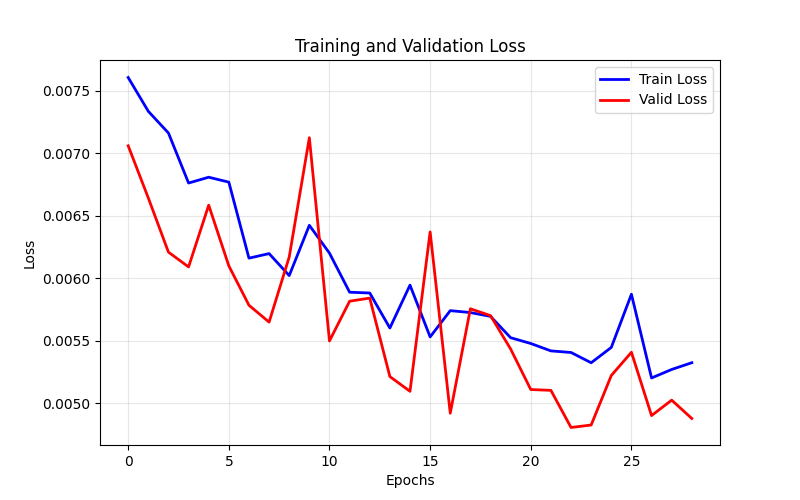 Training and Validation Loss
Train Loss
Valid Loss
0.0075
0.0070
0.0065
0.0060
0.0055
0.0050
Loss
0 5 10 15 20 25
Epochs